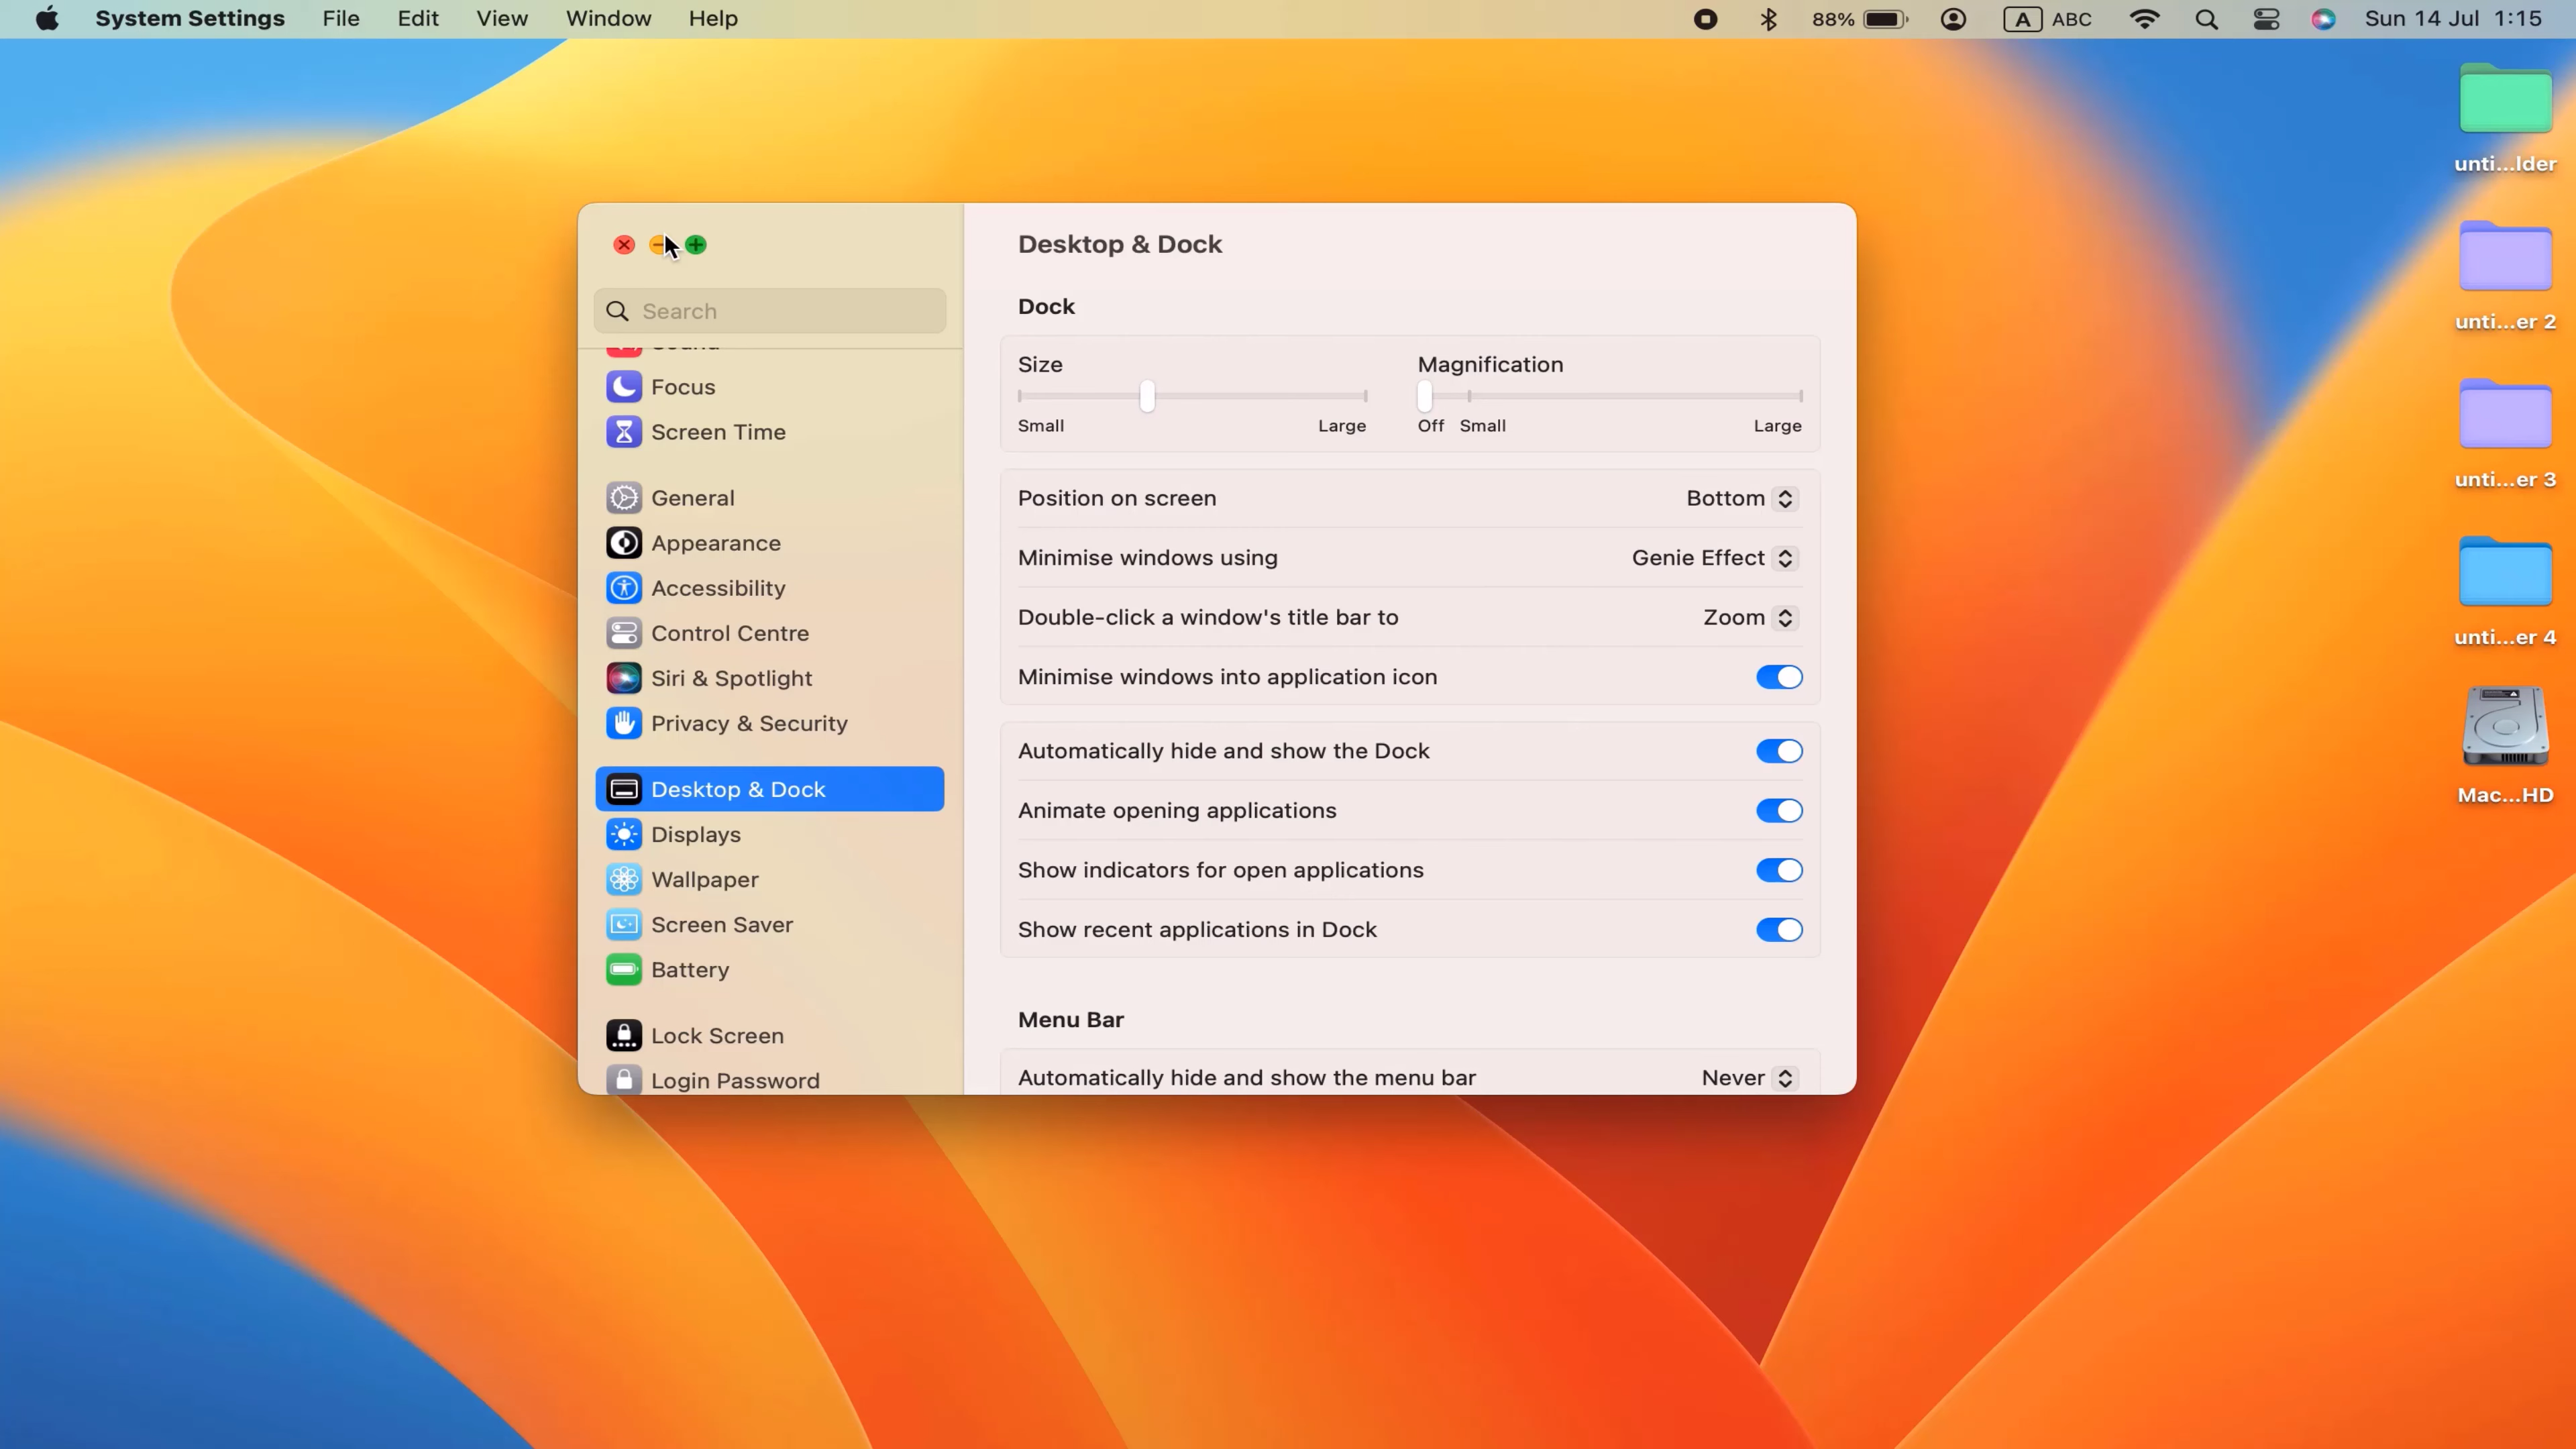 System Settings File Edit View Window Help 88% A ABC Sun 14 Jul 1:15
unti...lder
unti...er 2
unti...er 3
unti...er 4
Mac...HD
Search
Sound
Focus
Screen Time
General
Appearance
Accessibility
Control Centre
Siri & Spotlight
Privacy & Security
Desktop & Dock
Displays
Wallpaper
Screen Saver
Battery
Lock Screen
Login Password
Desktop & Dock
Dock
Size Magnification
Small Large Off Small Large
Position on screen Bottom
Minimise windows using Genie Effect
Double-click a window's title bar to Zoom
Minimise windows into application icon
Automatically hide and show the Dock
Animate opening applications
Show indicators for open applications
Show recent applications in Dock
Menu Bar
Automatically hide and show the menu bar Never